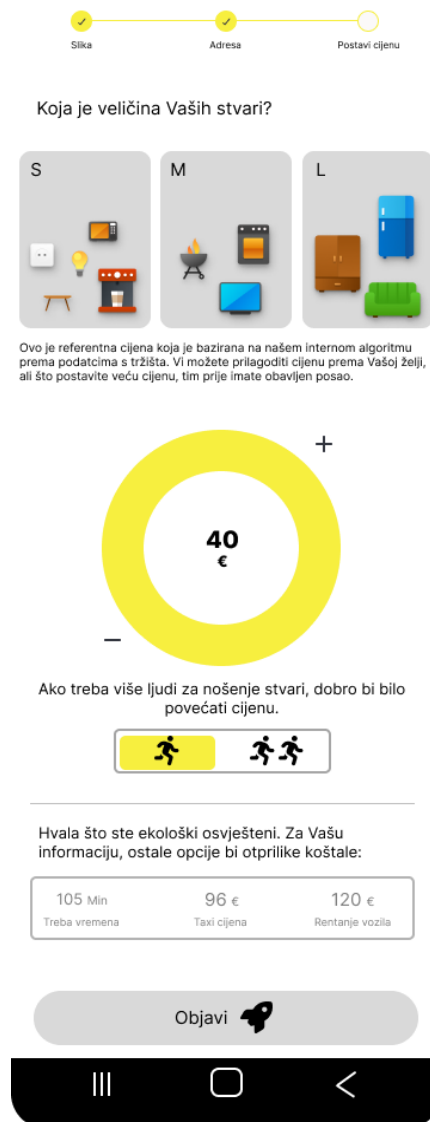 Slika
Adresa
Postavi cijenu
Koja je veličina Vaših stvari?
S
M
L
Ovo je referentna cijena koja je bazirana na našem internom algoritmu
prema podatcima s tržišta. Vi možete prilagoditi cijenu prema Vašoj želji,
ali što postavite veću cijenu, tim prije imate obavljen posao.
+
40
€
–
Ako treba više ljudi za nošenje stvari, dobro bi bilo
povećati cijenu.
Hvala što ste ekološki osvješteni. Za Vašu
informaciju, ostale opcije bi otprilike koštale:
105 Min
Treba vremena
96 €
Taxi cijena
120 €
Rentanje vozila
Objavi